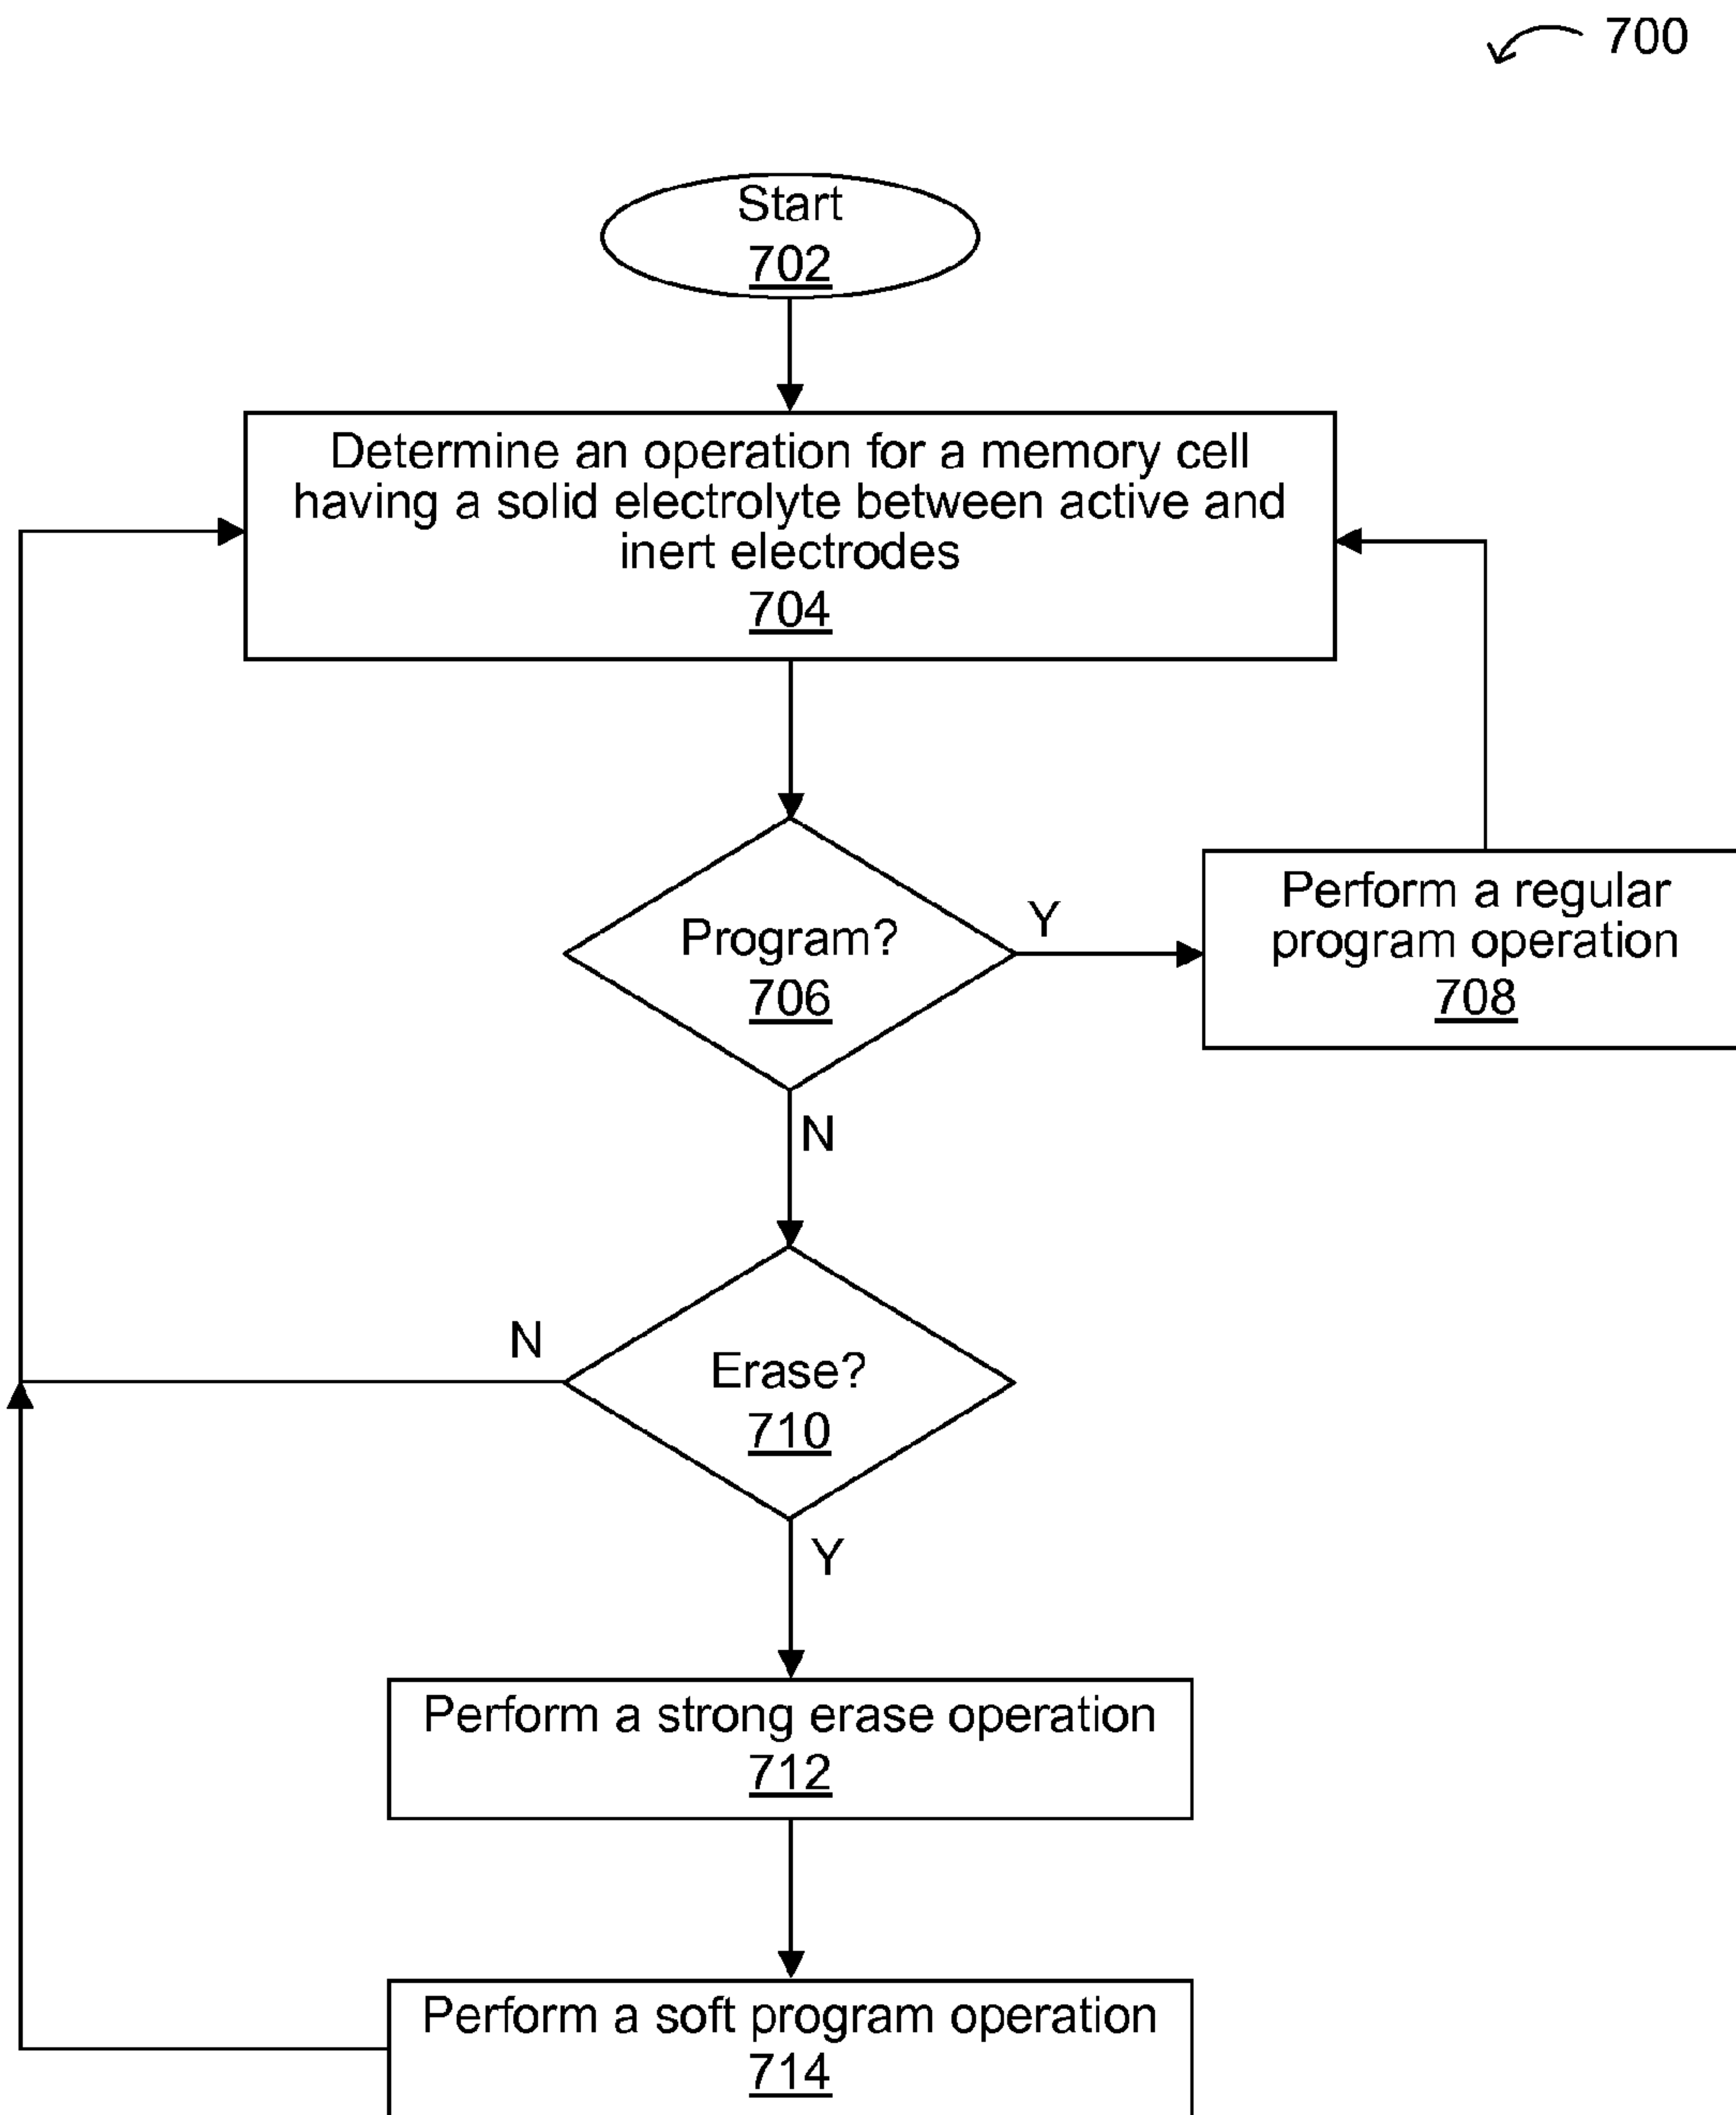 700
Start
702
Determine an operation for a memory cell
having a solid electrolyte between active and
inert electrodes
704
Program?
706
Y
Perform a regular
program operation
708
N
Erase?
710
N
Y
Perform a strong erase operation
712
Perform a soft program operation
714